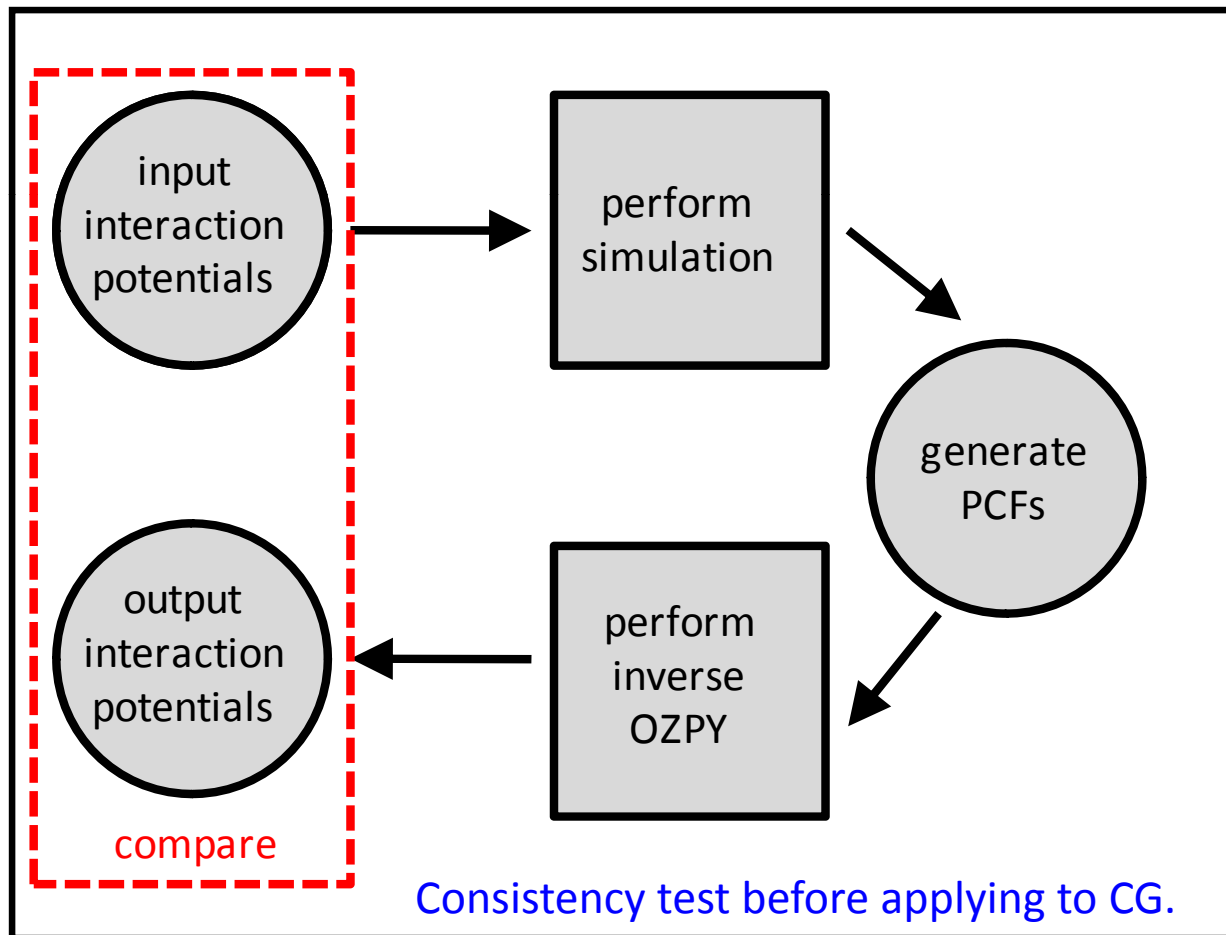 input
interaction
potentials
perform
simulation
generate
PCFs
perform
inverse
OZPY
output
interaction
potentials
compare
Consistency test before applying to CG.